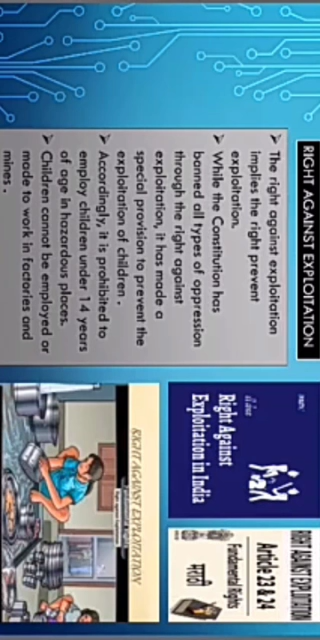 RIGHT AGAINST EXPLOITATION
➢ The right against exploitation
implies the right prevent
exploitation.
➢ While the Constitution has
banned all types of oppression
through the right against
exploitation, it has made a
special provision to prevent the
exploitation of children .
➢ Accordingly, it is prohibited to
employ children under 14 years
of age in hazardous places.
➢ Children cannot be employed or
made to work in factories and
mines .
Right Against
Exploitation in India
RIGHT AGAINST EXPLOITATION
Article 23 & 24
Fundamental Rights
मराठी
RIGHT AGAINST EXPLOITATION